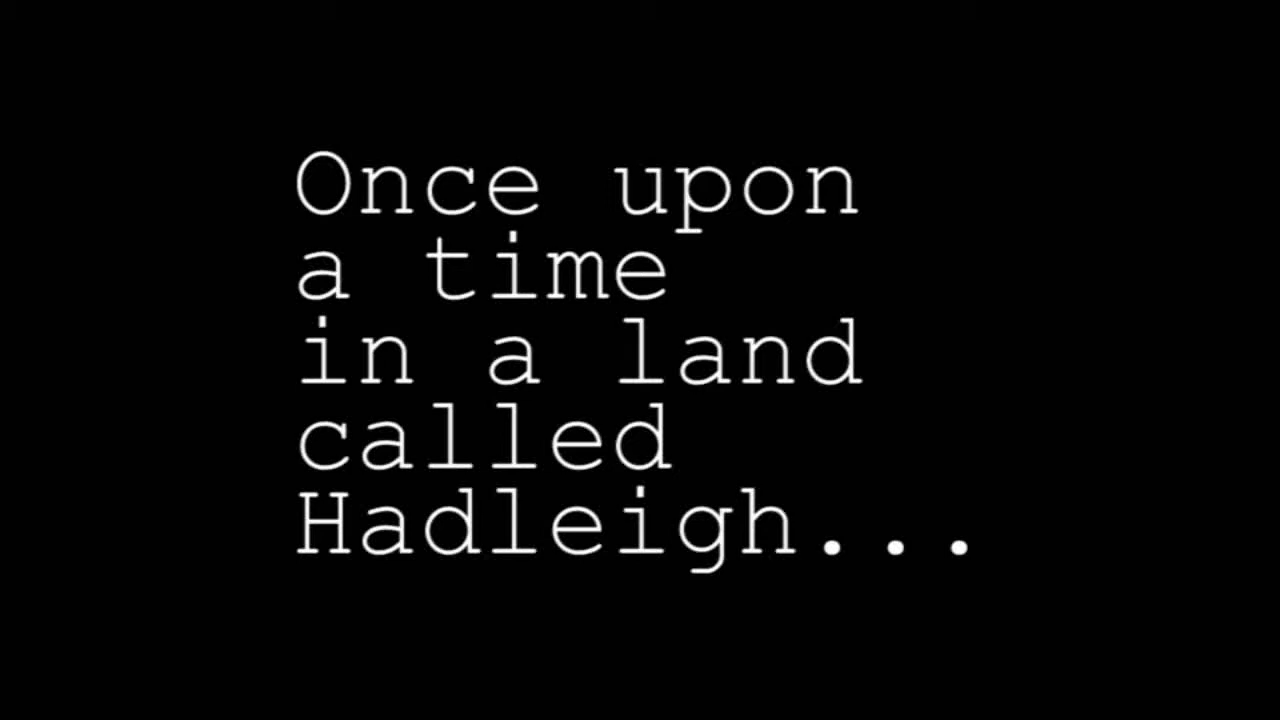 Once upon
a time
in a land
called
Hadleigh...